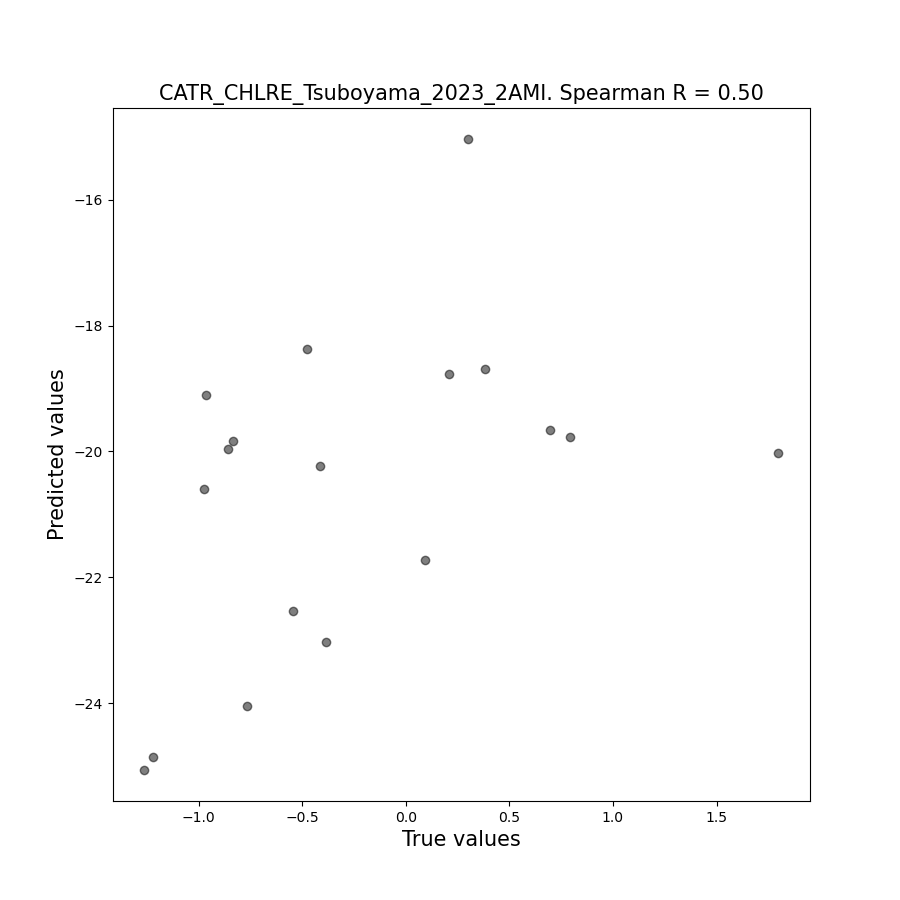 CATR_CHLRE_Tsuboyama_2023_2AMI. Spearman R = 0.50
−16
−18
−20
−22
−24
Predicted values
−1.0 −0.5 0.0 0.5 1.0 1.5
True values